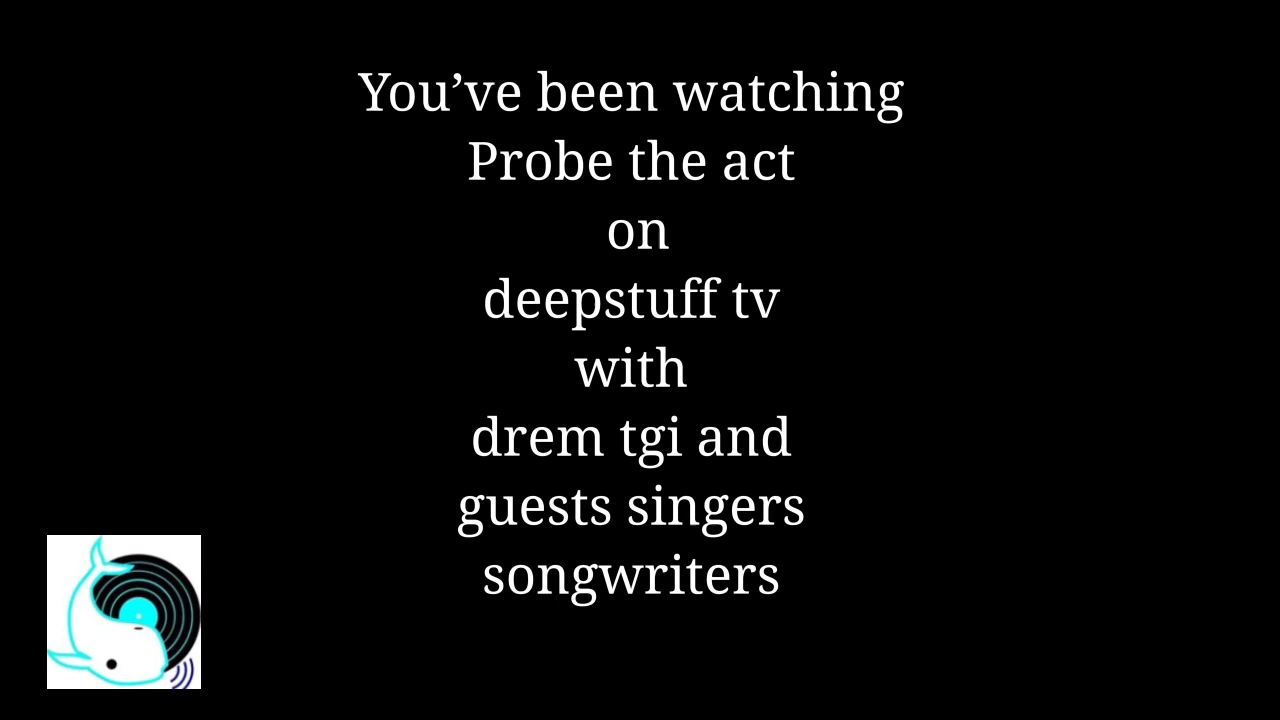 You’ve been watching
Probe the act
on
deepstuff tv
with
drem tgi and
guests singers
songwriters